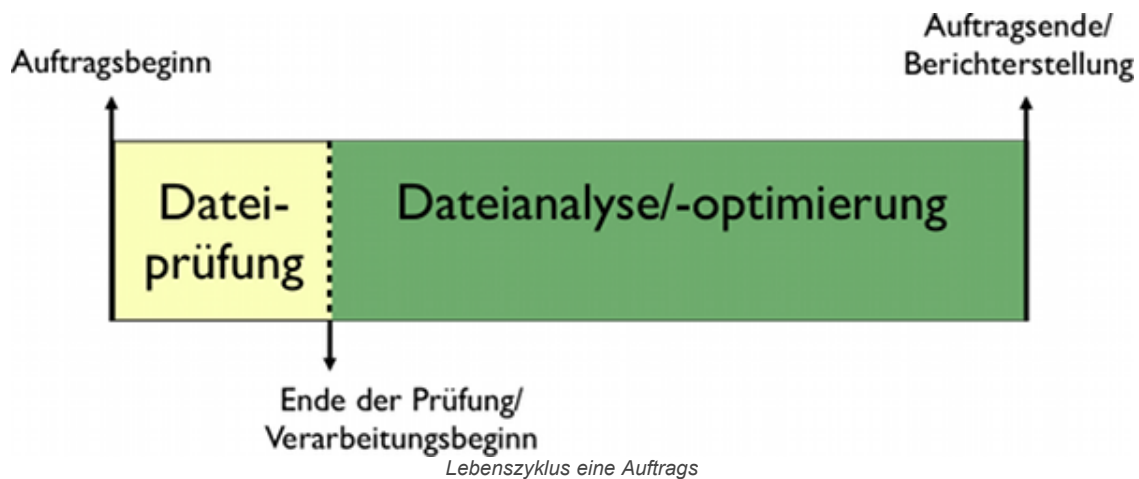 Auftragsbeginn
Auftragsende/
Berichterstellung
Datei-
prüfung
Dateianalyse/-optimierung
Ende der Prüfung/
Verarbeitungsbeginn
Lebenszyklus eine Auftrags